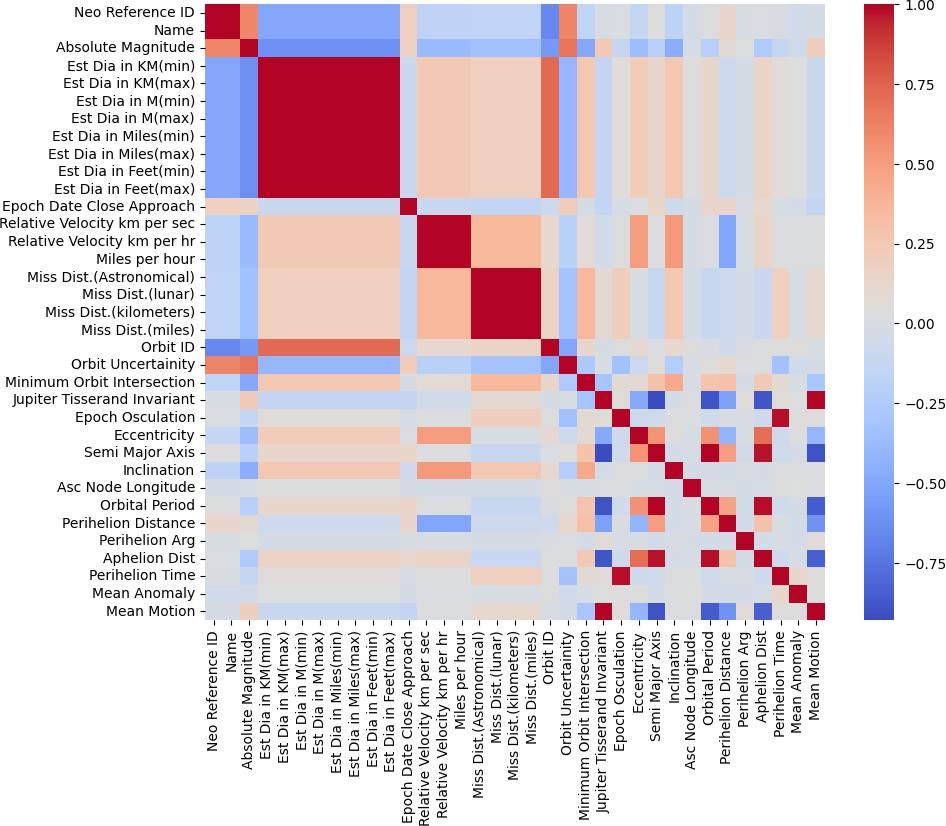 Neo Reference ID
Name
Absolute Magnitude
Est Dia in KM(min)
Est Dia in KM(max)
Est Dia in M(min)
Est Dia in M(max)
Est Dia in Miles(min)
Est Dia in Miles(max)
Est Dia in Feet(min)
Est Dia in Feet(max)
Epoch Date Close Approach
Relative Velocity km per sec
Relative Velocity km per hr
Miles per hour
Miss Dist.(Astronomical)
Miss Dist.(lunar)
Miss Dist.(kilometers)
Miss Dist.(miles)
Orbit ID
Orbit Uncertainity
Minimum Orbit Intersection
Jupiter Tisserand Invariant
Epoch Osculation
Eccentricity
Semi Major Axis
Inclination
Asc Node Longitude
Orbital Period
Perihelion Distance
Perihelion Arg
Aphelion Dist
Perihelion Time
Mean Anomaly
Mean Motion
Neo Reference ID
Name
Absolute Magnitude
Est Dia in KM(min)
Est Dia in KM(max)
Est Dia in M(min)
Est Dia in M(max)
Est Dia in Miles(min)
Est Dia in Miles(max)
Est Dia in Feet(min)
Est Dia in Feet(max)
Epoch Date Close Approach
Relative Velocity km per sec
Relative Velocity km per hr
Miles per hour
Miss Dist.(Astronomical)
Miss Dist.(lunar)
Miss Dist.(kilometers)
Miss Dist.(miles)
Orbit ID
Orbit Uncertainity
Minimum Orbit Intersection
Jupiter Tisserand Invariant
Epoch Osculation
Eccentricity
Semi Major Axis
Inclination
Asc Node Longitude
Orbital Period
Perihelion Distance
Perihelion Arg
Aphelion Dist
Perihelion Time
Mean Anomaly
Mean Motion
1.00
0.75
0.50
0.25
0.00
−0.25
−0.50
−0.75